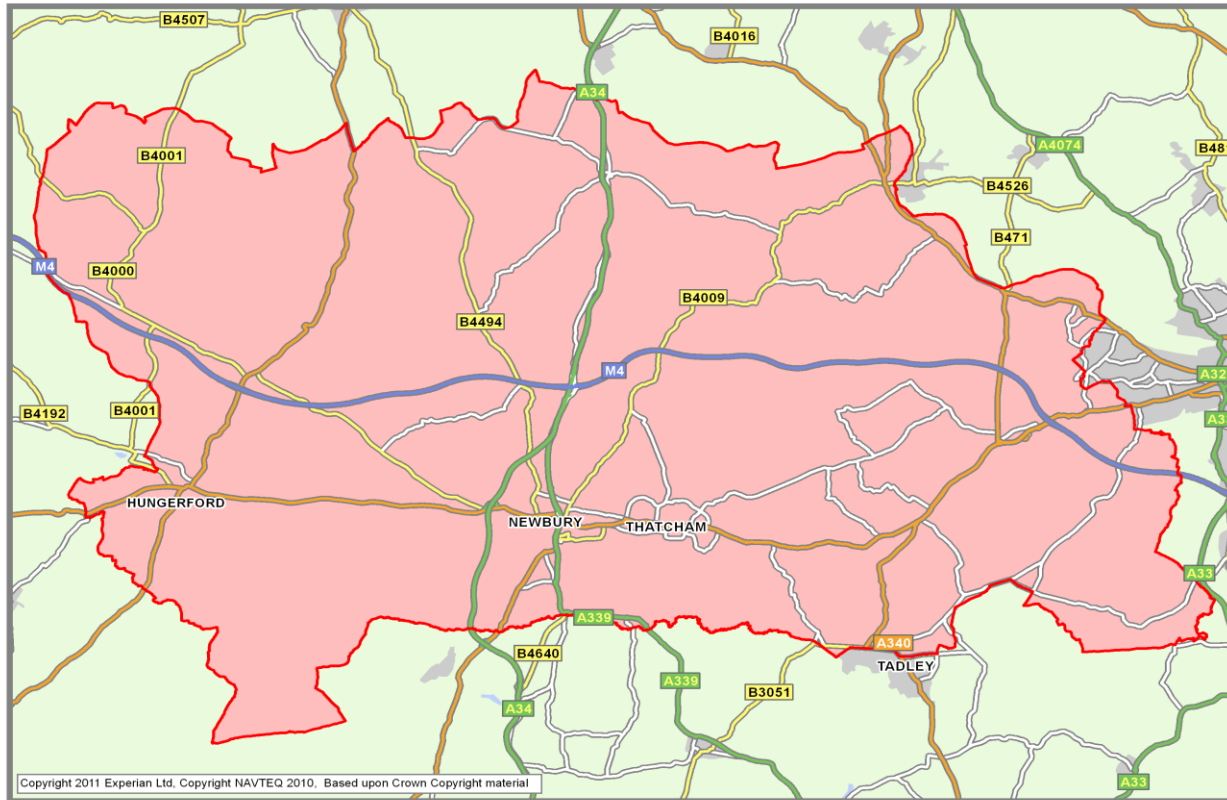 B4507
B4016
A34
A4074
B481
B4001
B4526
B471
M4
B4000
B4009
B4494
M4
A32
B4192
B4001
A3
HUNGERFORD
NEWBURY
THATCHAM
A33
A339
A340
B4640
TADLEY
A339
B3051
A34
A33
Copyright 2011 Experian Ltd, Copyright NAVTEQ 2010, Based upon Crown Copyright material